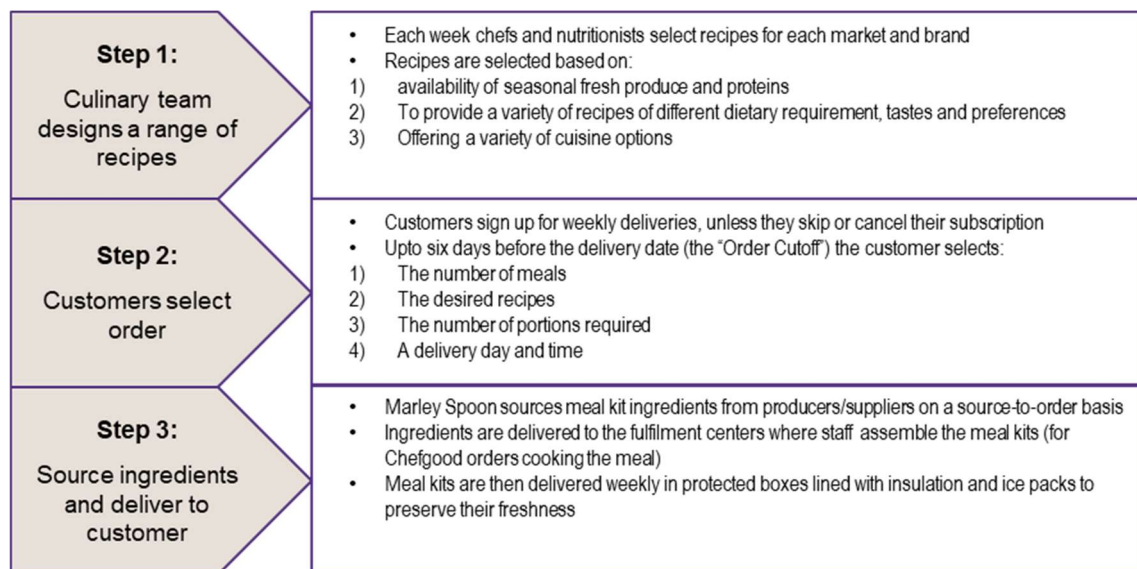 Step 1:
Culinary team
designs a range of
recipes
• Each week chefs and nutritionists select recipes for each market and brand
• Recipes are selected based on:
1) availability of seasonal fresh produce and proteins
2) To provide a variety of recipes of different dietary requirement, tastes and preferences
3) Offering a variety of cuisine options
Step 2:
Customers select
order
• Customers sign up for weekly deliveries, unless they skip or cancel their subscription
• Upto six days before the delivery date (the “Order Cutoff”) the customer selects:
1) The number of meals
2) The desired recipes
3) The number of portions required
4) A delivery day and time
Step 3:
Source ingredients
and deliver to
customer
• Marley Spoon sources meal kit ingredients from producers/suppliers on a source-to-order basis
• Ingredients are delivered to the fulfilment centers where staff assemble the meal kits (for
Chefgood orders cooking the meal)
• Meal kits are then delivered weekly in protected boxes lined with insulation and ice packs to
preserve their freshness